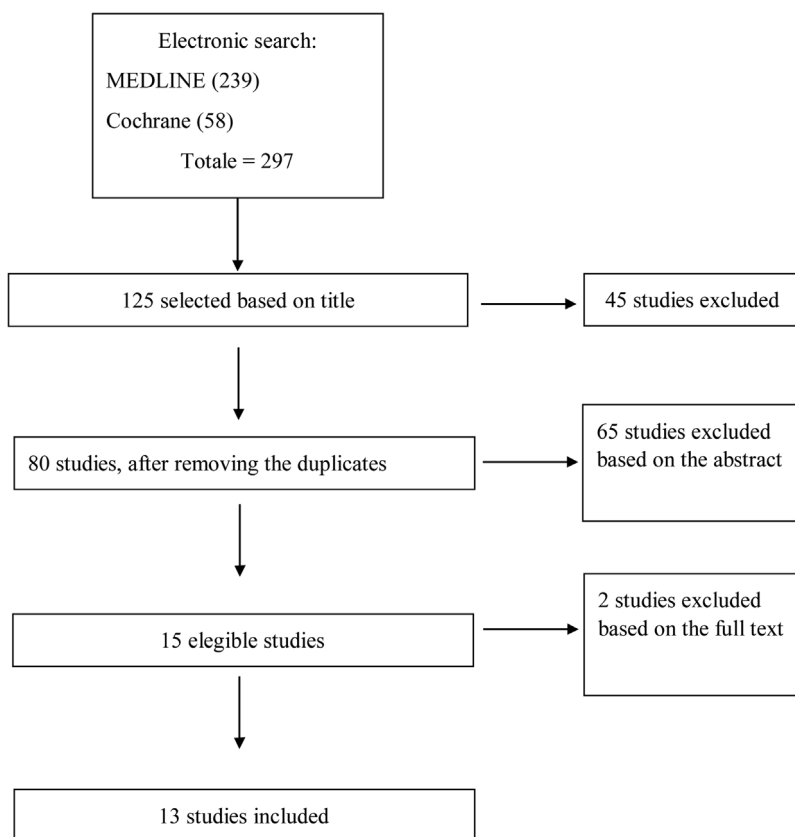 Electronic search:
MEDLINE (239)
Cochrane (58)
Totale = 297
125 selected based on title
45 studies excluded
80 studies, after removing the duplicates
65 studies excluded
based on the abstract
15 elegible studies
2 studies excluded
based on the full text
13 studies included